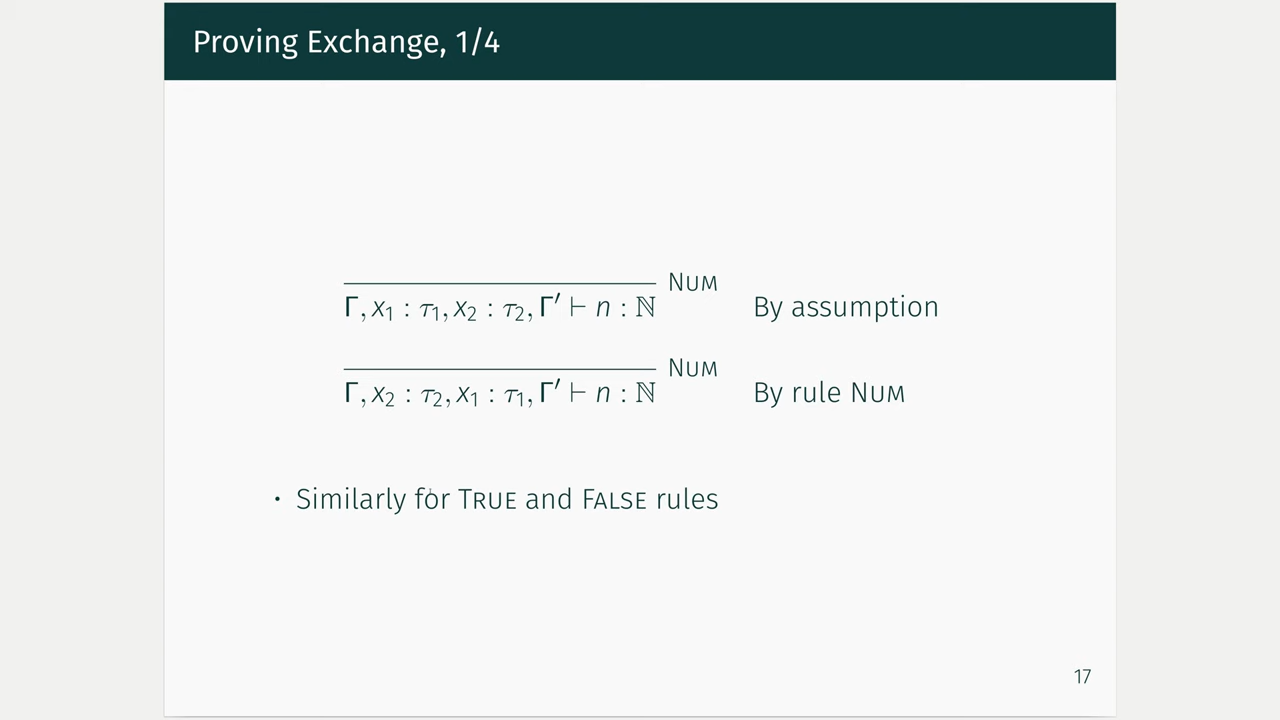 Proving Exchange, 1/4
Num
Γ, x₁ : τ₁, x₂ : τ₂, Γ′ ⊢ n : ℕ By assumption
Num
Γ, x₂ : τ₂, x₁ : τ₁, Γ′ ⊢ n : ℕ By rule Num
• Similarly for True and False rules
17